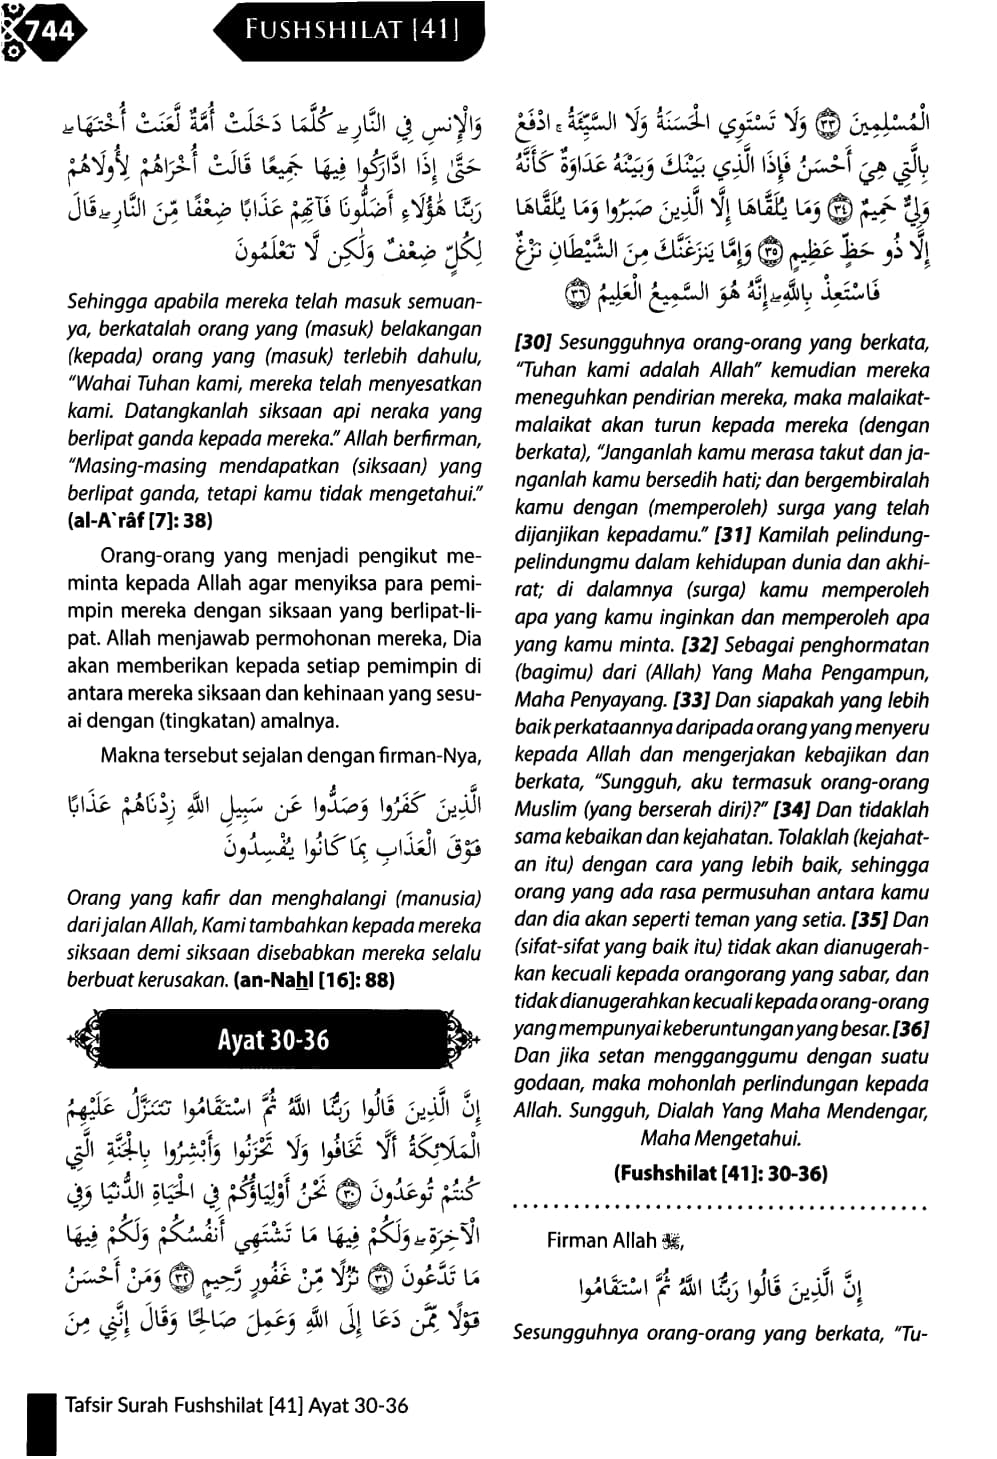 744
FUSHSHILAT [41]
وَالْإِنسِ فِي النَّارِ ۖ كُلَّمَا دَخَلَتْ أُمَّةٌ لَّعَنَتْ أُخْتَهَا ۖ
حَتَّىٰ إِذَا ادَّارَكُوا فِيهَا جَمِيعًا قَالَتْ أُخْرَاهُمْ لِأُولَاهُمْ
رَبَّنَا هَٰؤُلَاءِ أَضَلُّونَا فَآتِهِمْ عَذَابًا ضِعْفًا مِّنَ النَّارِ ۖ قَالَ
لِكُلٍّ ضِعْفٌ وَلَٰكِن لَّا تَعْلَمُونَ
Sehingga apabila mereka telah masuk semuan-
ya, berkatalah orang yang (masuk) belakangan
(kepada) orang yang (masuk) terlebih dahulu,
“Wahai Tuhan kami, mereka telah menyesatkan
kami. Datangkanlah siksaan api neraka yang
berlipat ganda kepada mereka.” Allah berfirman,
“Masing-masing mendapatkan (siksaan) yang
berlipat ganda, tetapi kamu tidak mengetahui.”
(al-A`râf [7]: 38)
Orang-orang yang menjadi pengikut me-
minta kepada Allah agar menyiksa para pemi-
mpin mereka dengan siksaan yang berlipat-li-
pat. Allah menjawab permohonan mereka, Dia
akan memberikan kepada setiap pemimpin di
antara mereka siksaan dan kehinaan yang sesu-
ai dengan (tingkatan) amalnya.
Makna tersebut sejalan dengan firman-Nya,
الَّذِينَ كَفَرُوا وَصَدُّوا عَن سَبِيلِ اللَّهِ زِدْنَاهُمْ عَذَابًا
فَوْقَ الْعَذَابِ بِمَا كَانُوا يُفْسِدُونَ
Orang yang kafir dan menghalangi (manusia)
dari jalan Allah, Kami tambahkan kepada mereka
siksaan demi siksaan disebabkan mereka selalu
berbuat kerusakan. (an-Nahl [16]: 88)
Ayat 30-36
إِنَّ الَّذِينَ قَالُوا رَبُّنَا اللَّهُ ثُمَّ اسْتَقَامُوا تَتَنَزَّلُ عَلَيْهِمُ
الْمَلَائِكَةُ أَلَّا تَخَافُوا وَلَا تَحْزَنُوا وَأَبْشِرُوا بِالْجَنَّةِ الَّتِي
كُنتُمْ تُوعَدُونَ ﴿٣٠﴾ نَحْنُ أَوْلِيَاؤُكُمْ فِي الْحَيَاةِ الدُّنْيَا وَفِي
الْآخِرَةِ ۖ وَلَكُمْ فِيهَا مَا تَشْتَهِي أَنفُسُكُمْ وَلَكُمْ فِيهَا
مَا تَدَّعُونَ ﴿٣١﴾ نُزُلًا مِّنْ غَفُورٍ رَّحِيمٍ ﴿٣٢﴾ وَمَنْ أَحْسَنُ
قَوْلًا مِّمَّن دَعَا إِلَى اللَّهِ وَعَمِلَ صَالِحًا وَقَالَ إِنَّنِي مِنَ
الْمُسْلِمِينَ ﴿٣٣﴾ وَلَا تَسْتَوِي الْحَسَنَةُ وَلَا السَّيِّئَةُ ۚ ادْفَعْ
بِالَّتِي هِيَ أَحْسَنُ فَإِذَا الَّذِي بَيْنَكَ وَبَيْنَهُ عَدَاوَةٌ كَأَنَّهُ
وَلِيٌّ حَمِيمٌ ﴿٣٤﴾ وَمَا يُلَقَّاهَا إِلَّا الَّذِينَ صَبَرُوا وَمَا يُلَقَّاهَا
إِلَّا ذُو حَظٍّ عَظِيمٍ ﴿٣٥﴾ وَإِمَّا يَنزَغَنَّكَ مِنَ الشَّيْطَانِ نَزْغٌ
فَاسْتَعِذْ بِاللَّهِ ۖ إِنَّهُ هُوَ السَّمِيعُ الْعَلِيمُ ﴿٣٦﴾
[30] Sesungguhnya orang-orang yang berkata,
“Tuhan kami adalah Allah” kemudian mereka
meneguhkan pendirian mereka, maka malaikat-
malaikat akan turun kepada mereka (dengan
berkata), “Janganlah kamu merasa takut dan ja-
nganlah kamu bersedih hati; dan bergembiralah
kamu dengan (memperoleh) surga yang telah
dijanjikan kepadamu.” [31] Kamilah pelindung-
pelindungmu dalam kehidupan dunia dan akhi-
rat; di dalamnya (surga) kamu memperoleh
apa yang kamu inginkan dan memperoleh apa
yang kamu minta. [32] Sebagai penghormatan
(bagimu) dari (Allah) Yang Maha Pengampun,
Maha Penyayang. [33] Dan siapakah yang lebih
baik perkataannya daripada orang yang menyeru
kepada Allah dan mengerjakan kebajikan dan
berkata, “Sungguh, aku termasuk orang-orang
Muslim (yang berserah diri)?” [34] Dan tidaklah
sama kebaikan dan kejahatan. Tolaklah (kejahat-
an itu) dengan cara yang lebih baik, sehingga
orang yang ada rasa permusuhan antara kamu
dan dia akan seperti teman yang setia. [35] Dan
(sifat-sifat yang baik itu) tidak akan dianugerah-
kan kecuali kepada orangorang yang sabar, dan
tidak dianugerahkan kecuali kepada orang-orang
yang mempunyai keberuntungan yang besar. [36]
Dan jika setan mengganggumu dengan suatu
godaan, maka mohonlah perlindungan kepada
Allah. Sungguh, Dialah Yang Maha Mendengar,
Maha Mengetahui.
(Fushshilat [41]: 30-36)
Firman Allah ﷻ,
إِنَّ الَّذِينَ قَالُوا رَبُّنَا اللَّهُ ثُمَّ اسْتَقَامُوا
Sesungguhnya orang-orang yang berkata, “Tu-
Tafsir Surah Fushshilat [41] Ayat 30-36